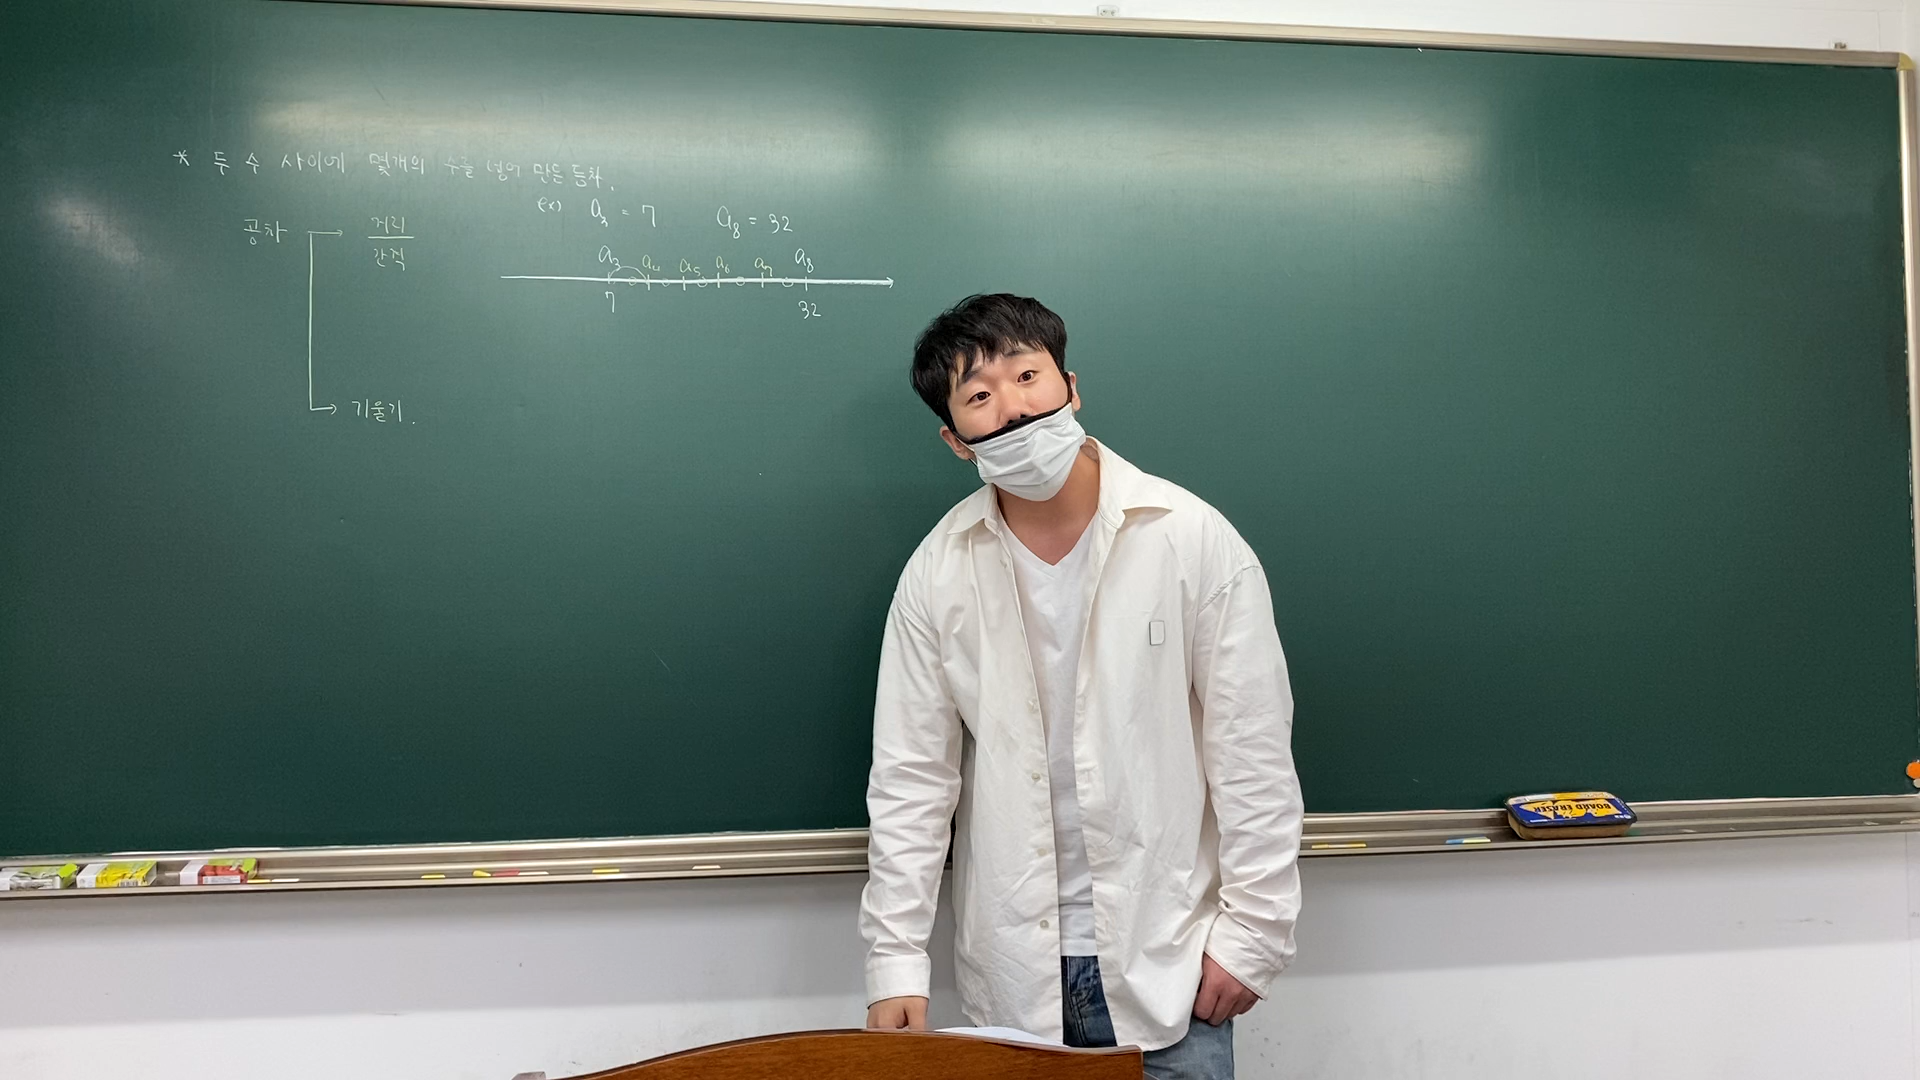 * 두 수 사이에 몇개의 수를 넣어 만든 등차.
ex) a₃ = 7 a₈ = 32
공차 → 거리
간격
a₃ a₄ a₅ a₆ a₇ a₈
7 32
→ 기울기.
BOARD ERASER